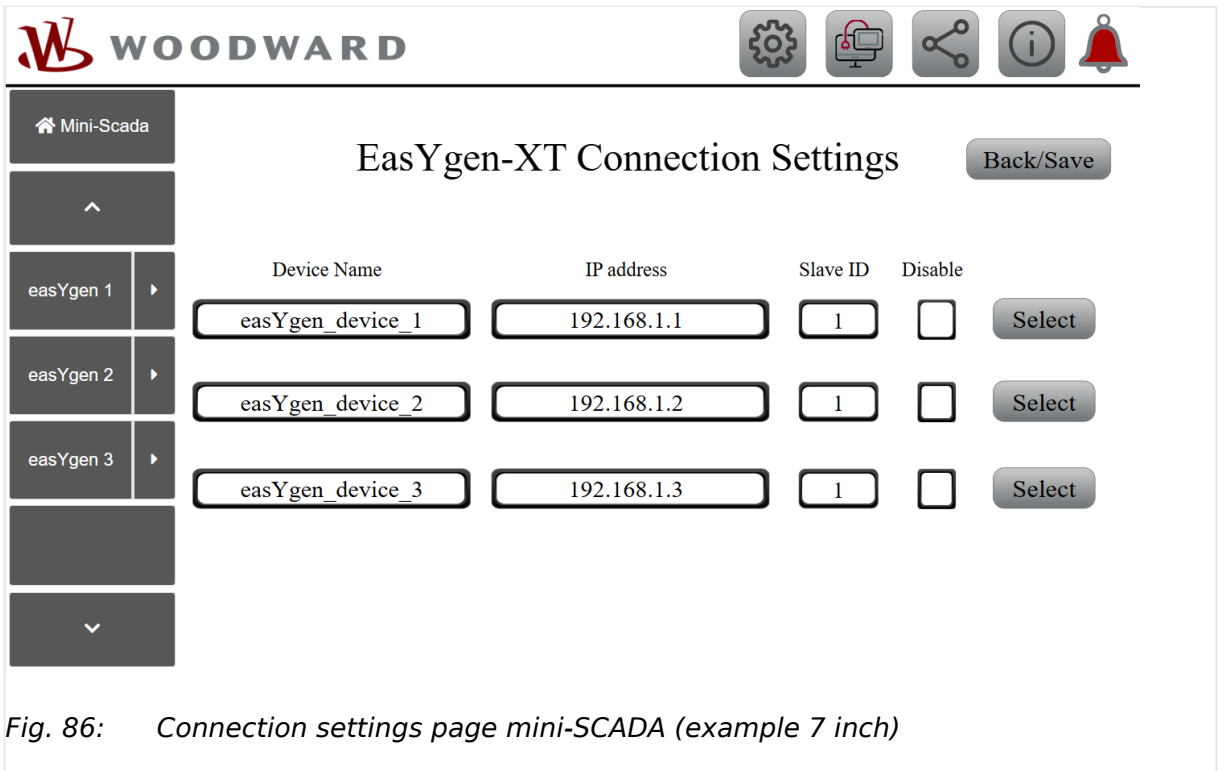 WOODWARD
Mini-Scada
EasYgen-XT Connection Settings
Back/Save
Device Name IP address Slave ID Disable
easYgen 1
easYgen_device_1 192.168.1.1 1 Select
easYgen 2
easYgen_device_2 192.168.1.2 1 Select
easYgen 3
easYgen_device_3 192.168.1.3 1 Select
Fig. 86: Connection settings page mini-SCADA (example 7 inch)